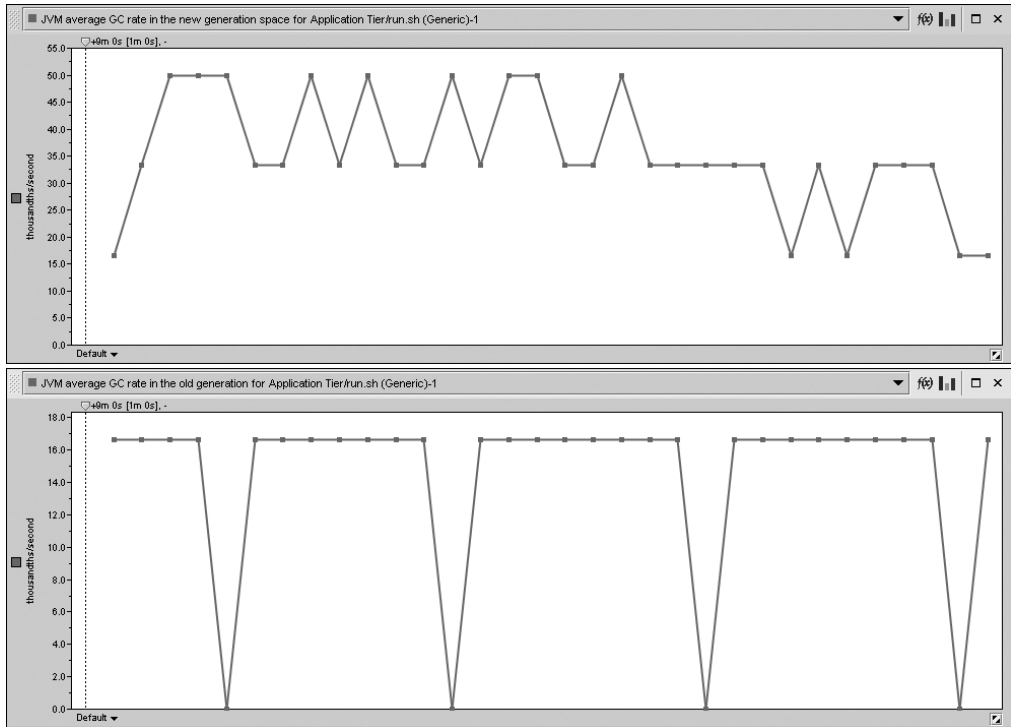 JVM average GC rate in the new generation space for Application Tier/run.sh (Generic)-1
f(x)
+9m 0s [1m 0s], -
thousandths/second
55.0
50.0
45.0
40.0
35.0
30.0
25.0
20.0
15.0
10.0
5.0
0.0
Default
JVM average GC rate in the old generation for Application Tier/run.sh (Generic)-1
f(x)
+9m 0s [1m 0s], -
thousandths/second
18.0
16.0
14.0
12.0
10.0
8.0
6.0
4.0
2.0
0.0
Default